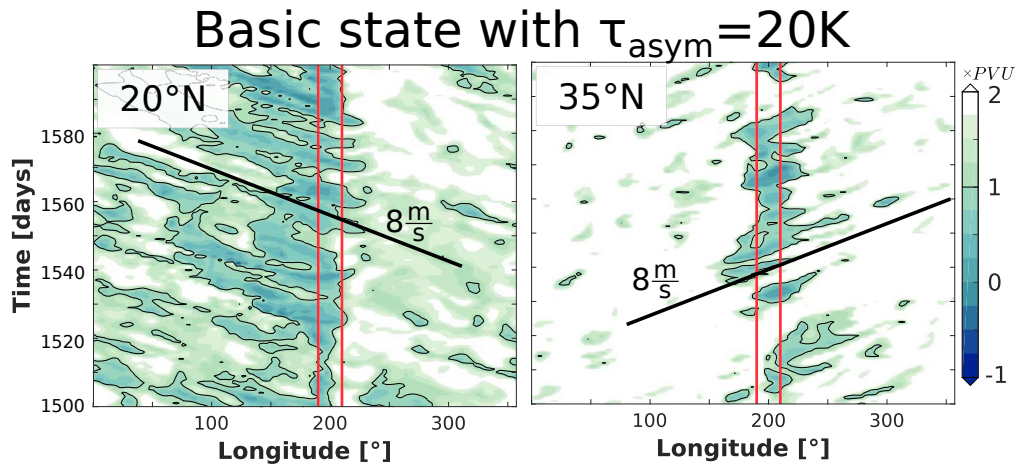 Basic state with τasym=20K
20°N
35°N
×PVU
2
1
0
-1
1580
1560
1540
1520
1500
Time [days]
8 m/s
8 m/s
100
200
300
100
200
300
Longitude [°]
Longitude [°]